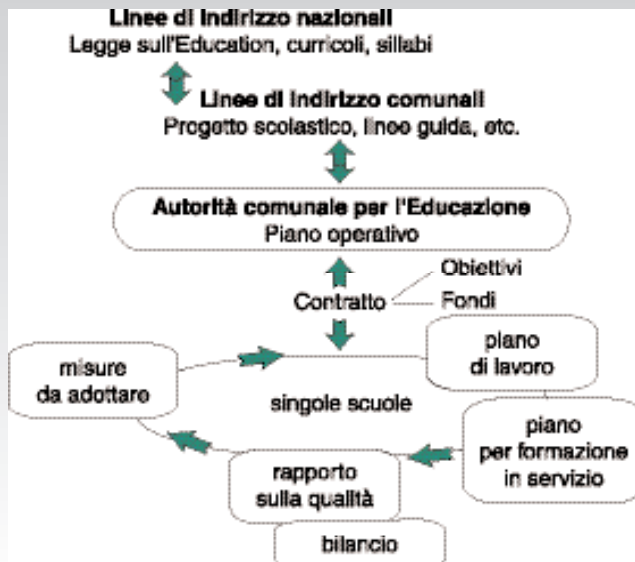 Linee di Indirizzo nazionali
Legge sull'Education, curricoli, sillabi
Linee di Indirizzo comunali
Progetto scolastico, linee guida, etc.
Autorità comunale per l'Educazione
Piano operativo
Obiettivi
Contratto
Fondi
misure
da adottare
piano
di lavoro
singole scuole
piano
per formazione
in servizio
rapporto
sulla qualità
bilancio